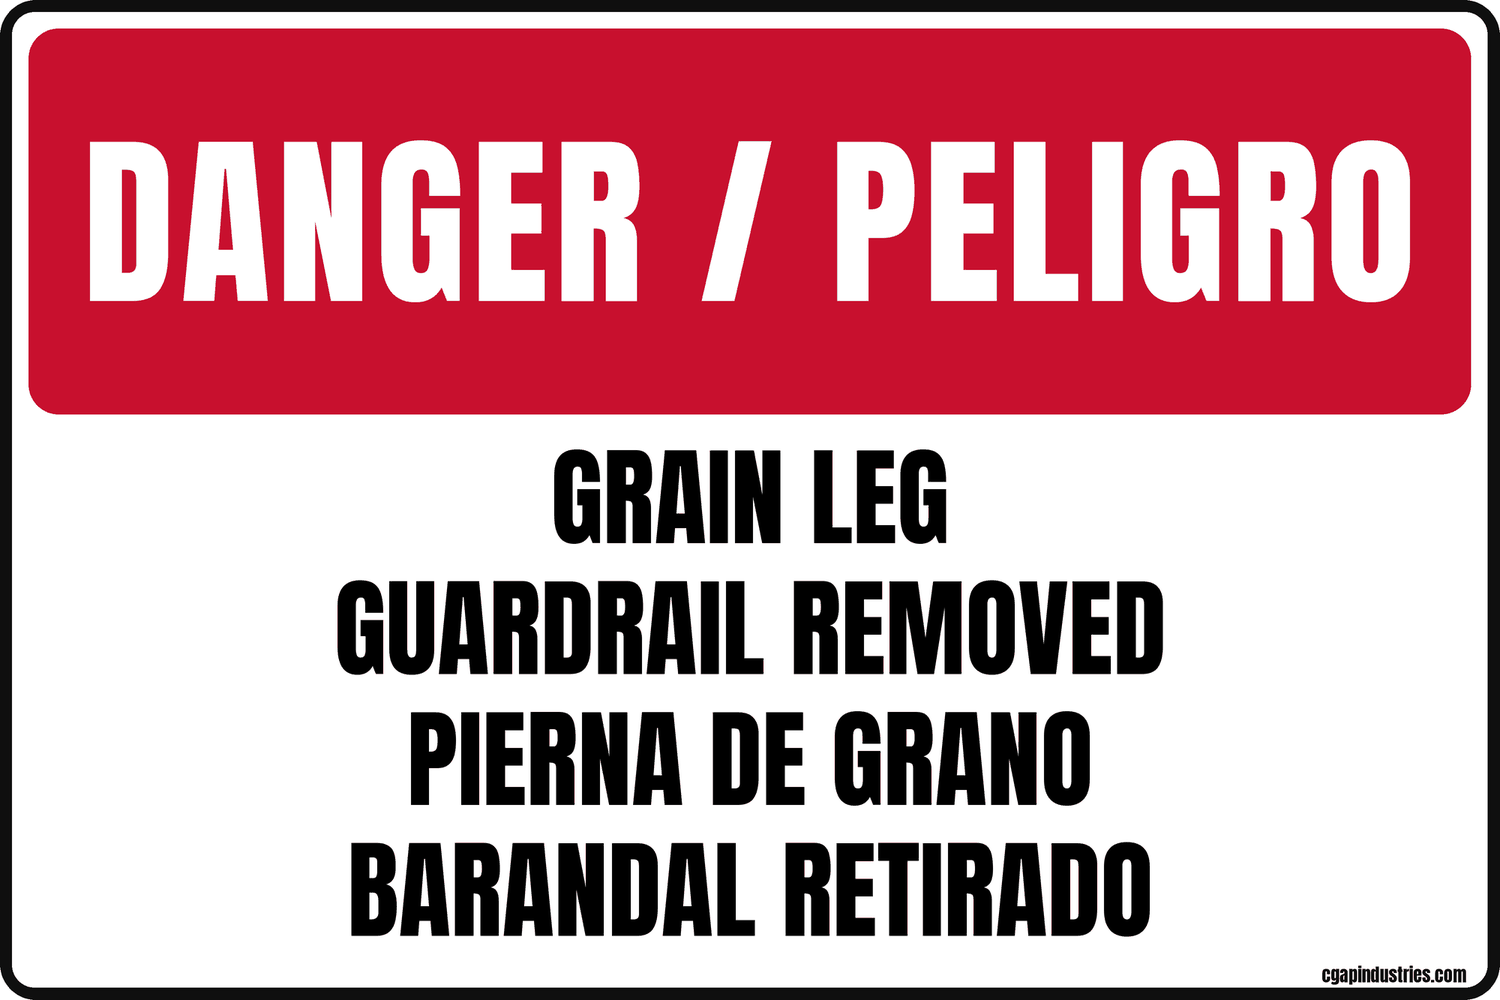 DANGER / PELIGRO
GRAIN LEG
GUARDRAIL REMOVED
PIERNA DE GRANO
BARANDAL RETIRADO
cgapindustries.com